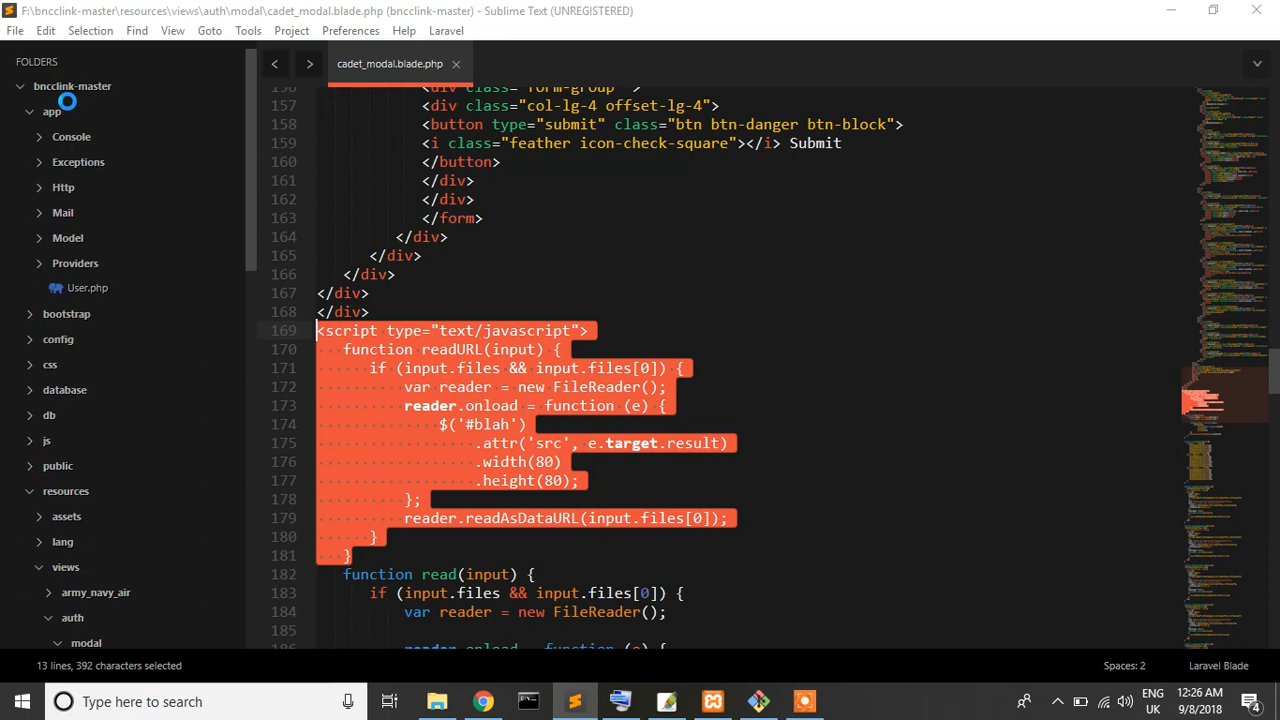 F:\bncclink-master\resources\views\auth\modal\cadet_modal.blade.php (bncclink-master) - Sublime Text (UNREGISTERED)
File Edit Selection Find View Goto Tools Project Preferences Help Laravel
FOLDERS
bncclink-master
app
Console
Exceptions
Http
Mail
Model
Providers
User.php
bootstrap
config
css
database
db
js
public
resources
assets
lang
views
army_navy_air
auth
modal
cadet_modal.blade.php
156 <div class="form-group">
157 <div class="col-lg-4 offset-lg-4">
158 <button type="submit" class="btn btn-danger btn-block">
159 <i class="feather icon-check-square"></i> Submit
160 </button>
161 </div>
162 </div>
163 </form>
164 </div>
165 </div>
166 </div>
167 </div>
168 </div>
169 <script type="text/javascript">
170 function readURL(input) {
171 if (input.files && input.files[0]) {
172 var reader = new FileReader();
173 reader.onload = function (e) {
174 $('#blah')
175 .attr('src', e.target.result)
176 .width(80)
177 .height(80);
178 };
179 reader.readAsDataURL(input.files[0]);
180 }
181 }
182 function read(input) {
183 if (input.files && input.files[0]) {
184 var reader = new FileReader();
185
186 reader.onload = function (e) {
13 lines, 392 characters selected
Spaces: 2 Laravel Blade
Type here to search
ENG
UK
12:26 AM
9/8/2018
4